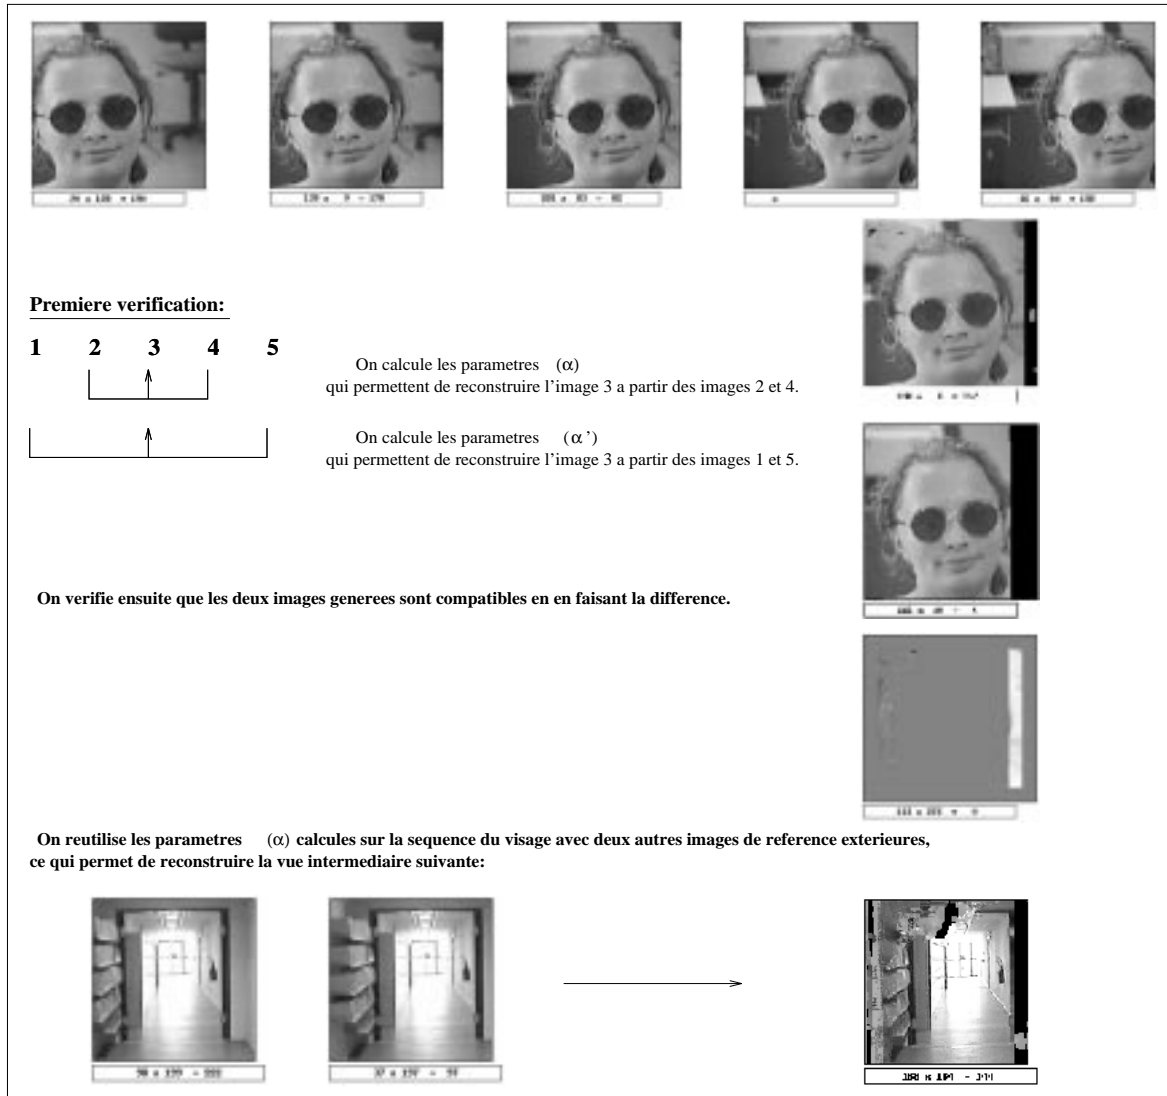 Premiere verification:
1 2 3 4 5
On calcule les parametres (α)
qui permettent de reconstruire l'image 3 a partir des images 2 et 4.
On calcule les parametres (α')
qui permettent de reconstruire l'image 3 a partir des images 1 et 5.
On verifie ensuite que les deux images generees sont compatibles en en faisant la difference.
On reutilise les parametres (α) calcules sur la sequence du visage avec deux autres images de reference exterieures,
ce qui permet de reconstruire la vue intermediaire suivante: